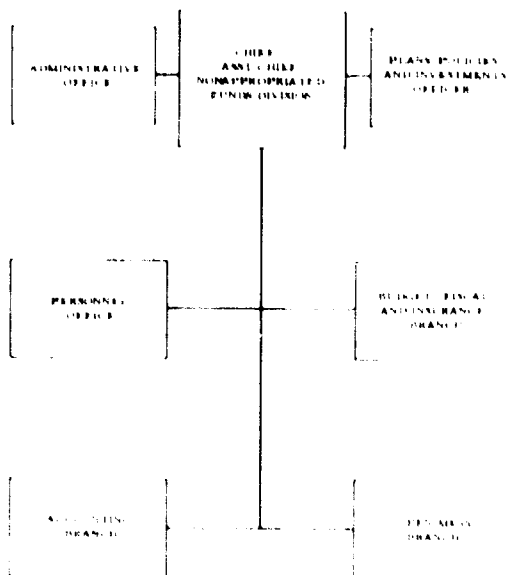 ADMINISTRATIVE
OFFICE
CHIEF
ASST CHIEF
NONAPPROPRIATED
FUNDS DIVISION
PLANS POLICIES
AND INVESTMENTS
OFFICER
PERSONNEL
OFFICE
BUDGET FISCAL
AND INSURANCE
BRANCH
ACCOUNTING
BRANCH
BRANCH